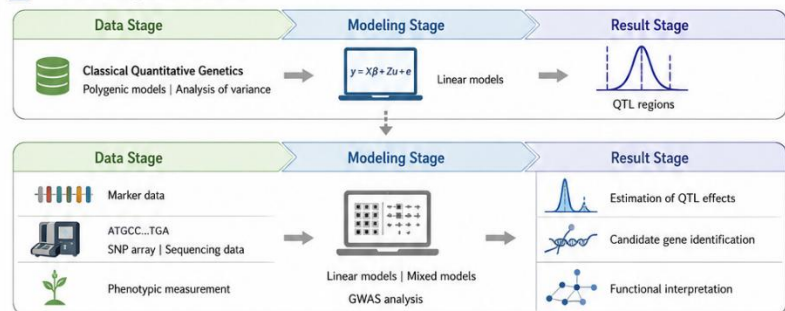 Data Stage
Modeling Stage
Result Stage
Classical Quantitative Genetics
Polygenic models | Analysis of variance
y = Xβ + Zu + e
Linear models
QTL regions
Data Stage
Modeling Stage
Result Stage
Marker data
ATGCC...TGA
SNP array | Sequencing data
Phenotypic measurement
Linear models | Mixed models
GWAS analysis
Estimation of QTL effects
Candidate gene identification
Functional interpretation